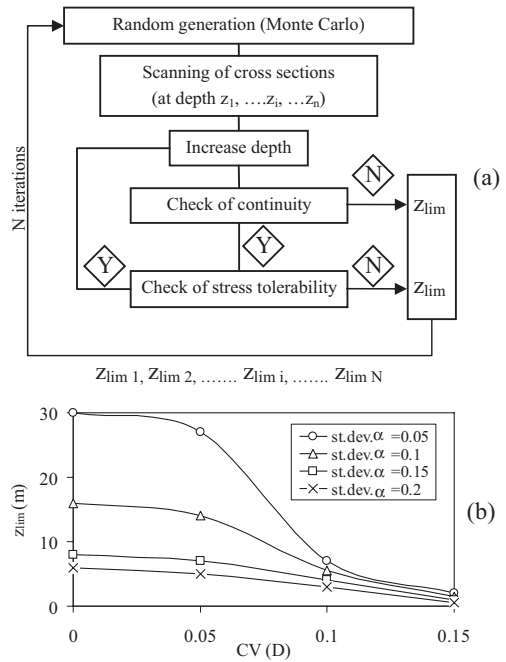 Random generation (Monte Carlo)
Scanning of cross sections
(at depth z1, ….zi, …zn)
Increase depth
N iterations
Check of continuity
N
zlim
(a)
Y
Y
Check of stress tolerability
N
zlim
zlim 1, zlim 2, ....... zlim i, ....... zlim N
30
20
10
0
zlim (m)
st.dev.α =0.05
st.dev.α =0.1
st.dev.α =0.15
st.dev.α =0.2
(b)
0 0.05 0.1 0.15
CV (D)